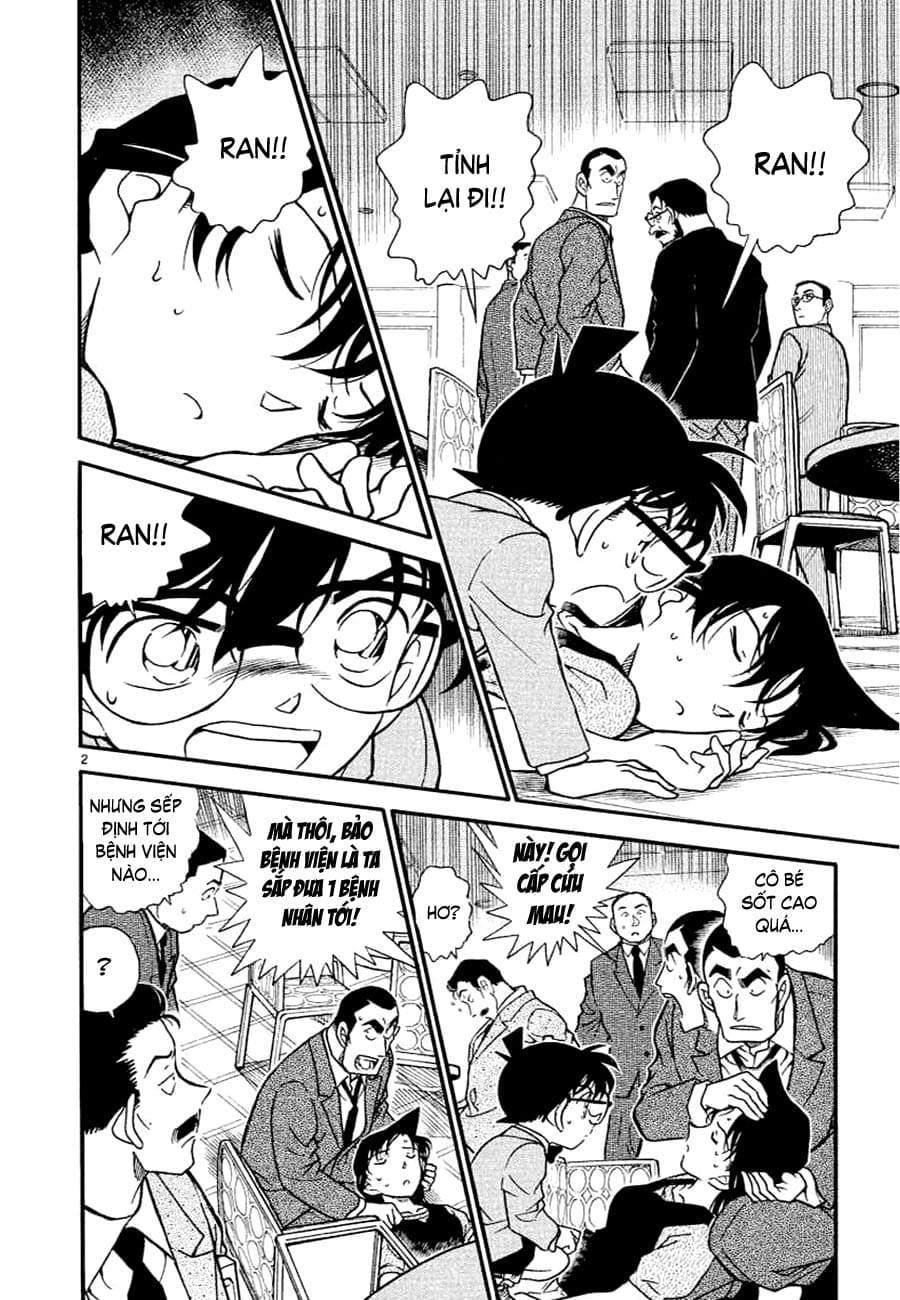 RAN!!
TỈNH
LẠI ĐI!!
RAN!!
RAN!!
2
CÔ BÉ
SỐT CAO
QUÁ...
NÀY! GỌI
CẤP CỨU
MAU!
HƠ?
MÀ THÔI, BẢO
BỆNH VIỆN LÀ TA
SẮP ĐƯA 1 BỆNH
NHÂN TỚI!
NHƯNG SẾP
ĐỊNH TỚI
BỆNH VIỆN
NÀO...
?